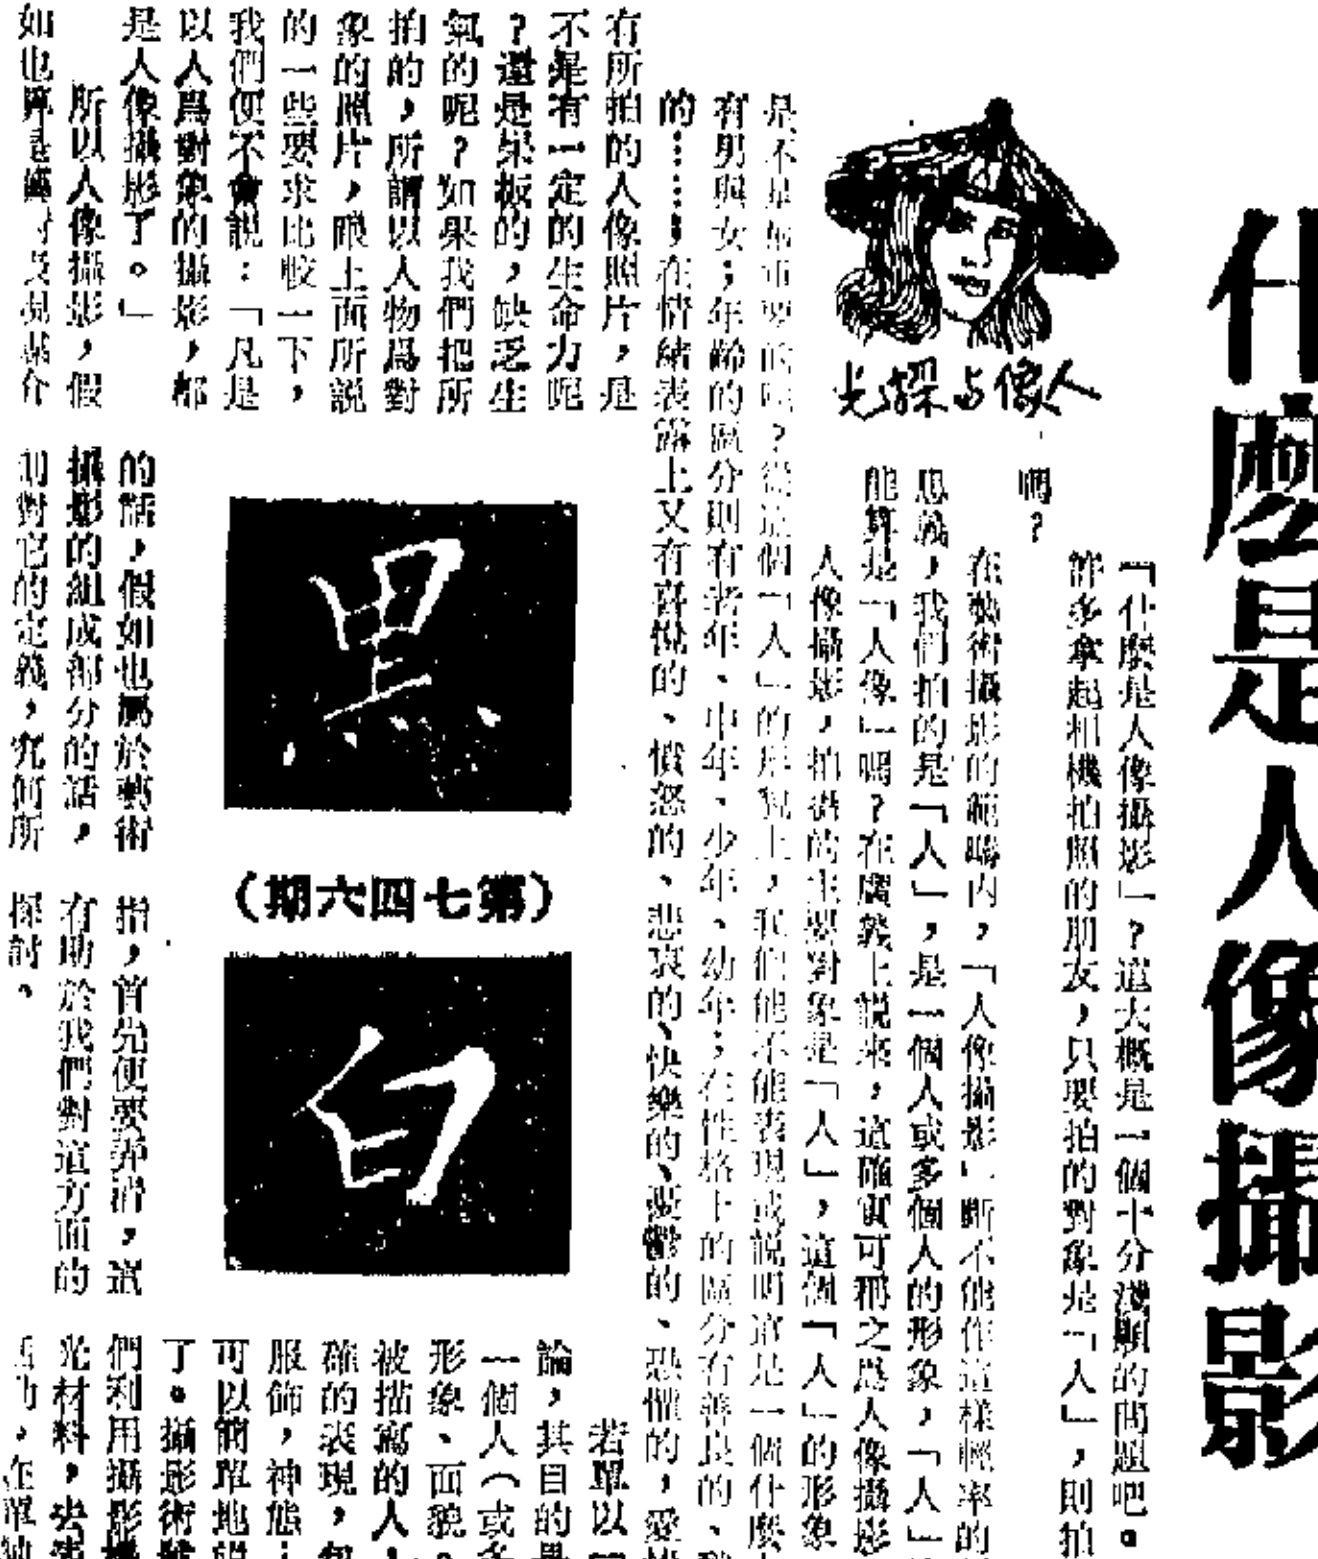 什麼是人像攝影
人像与採光
「什麼是人像攝影」？這大概是一個十分淺顯的問題吧。
許多拿起相機拍照的朋友，只要拍的對象是「人」，則拍
嗎？
在藝術攝影的範疇內，「人像攝影」斷不能作這樣輕率的
思義，我們拍的是「人」，是一個人或多個人的形象，「人」
能算是「人像」嗎？在廣義上說來，這確實可稱之爲人像攝影
人像攝影，拍攝的主要對象是「人」，這個「人」的形象
是不是最重要的呢？從這個「人」的形貌上，我們能不能表現或說明這是一個什麼
有男與女；年齡的區分則有老年、中年、少年、幼年；在性格上的區分有善良的、
的……；在情緒表露上又有喜悅的、憤怒的、悲哀的、快樂的、憂鬱的、恐懼的，愛
有所拍的人像照片，是
不是有一定的生命力呢
？還是呆板的，缺乏生
氣的呢？如果我們把所
拍的，所謂以人物爲對
象的照片，跟上面所說
的一些要求比較一下，
我們便不會說：「凡是
以人爲對象的攝影，都
是人像攝影了。」
所以人像攝影，假
如也算是
黑
（第七四六期）
白
的話，假如也屬於藝術
攝影的組成部分的話，
則對它的定義，究何所
指，首先便要弄清，這
有助於我們對這方面的
探討。
若單以
論，其目的是
一個人（或
形象、面貌。
被描寫的人，
確的表現，包
服飾，神態：
可以簡單地說
了。攝影術
們利用攝影
光材料，去